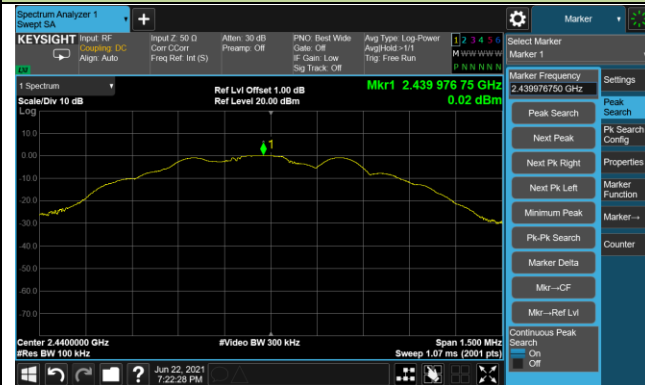 Spectrum Analyzer 1
Swept SA
+
Marker
KEYSIGHT
Input: RF
Coupling: DC
Align: Auto
Input Z: 50 Ω
Corr CCorr
Freq Ref: Int (S)
Atten: 30 dB
Preamp: Off
PNO: Best Wide
Gate: Off
IF Gain: Low
Sig Track: Off
Avg Type: Log-Power
Avg|Hold:>1/1
Trig: Free Run
1 2 3 4 5 6
M W W W W W
P N N N N N
Select Marker
Marker 1
1 Spectrum
Scale/Div 10 dB
Log
Ref Lvl Offset 1.00 dB
Ref Level 20.00 dBm
Mkr1 2.439 976 75 GHz
0.02 dBm
Marker Frequency
2.439976750 GHz
Settings
Peak Search
Peak
Search
Next Peak
Pk Search
Config
Next Pk Right
Properties
Next Pk Left
Marker
Function
Minimum Peak
Marker→
Pk-Pk Search
Counter
Marker Delta
Mkr→CF
Mkr→Ref Lvl
Continuous Peak
Search
On
Off
10.0
0.00
-10.0
-20.0
-30.0
-40.0
-50.0
-60.0
-70.0
1
Center 2.4400000 GHz
#Res BW 100 kHz
#Video BW 300 kHz
Span 1.500 MHz
Sweep 1.07 ms (2001 pts)
?
Jun 22, 2021
7:22:28 PM